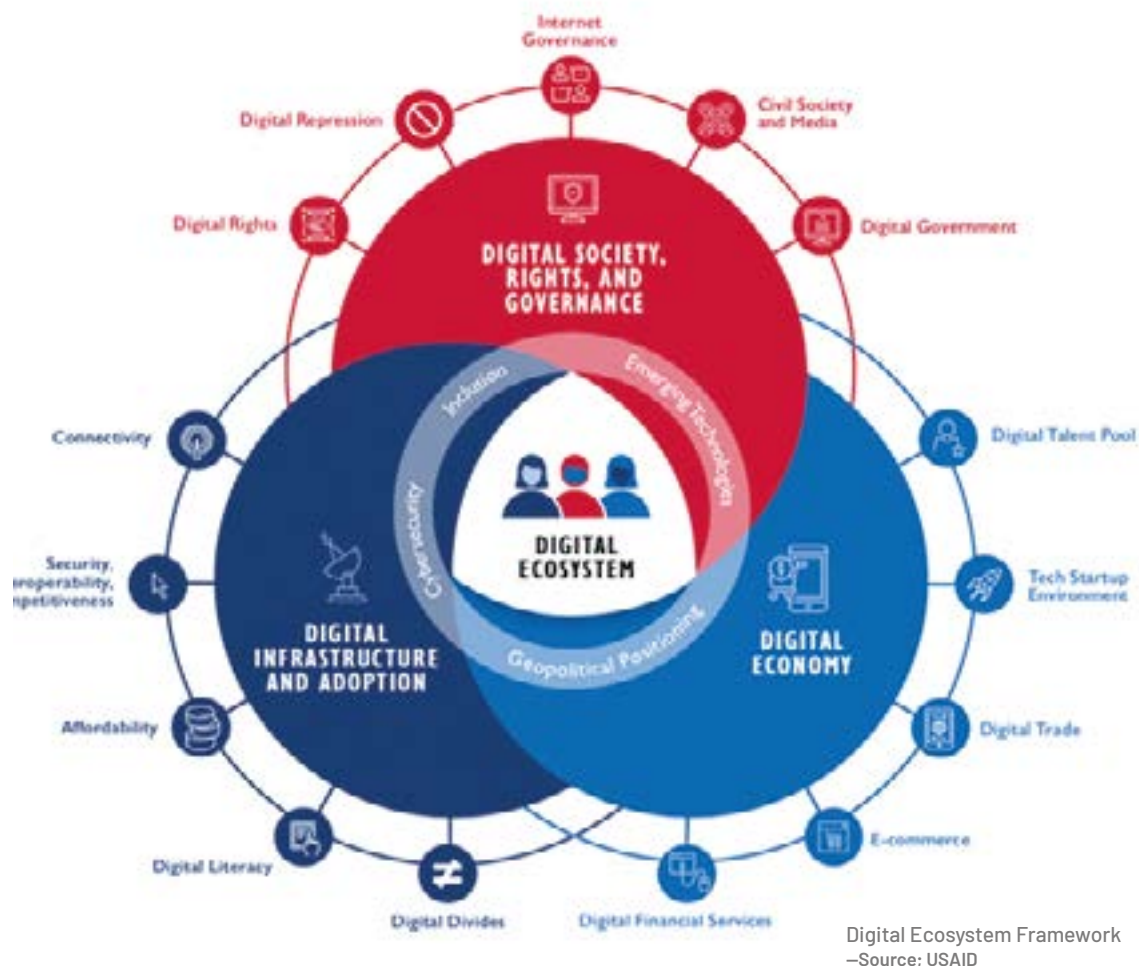 Internet
Governance
Digital Repression
Civil Society
and Media
Digital Rights
Digital Government
DIGITAL SOCIETY,
RIGHTS, AND
GOVERNANCE
Inclusion
Emerging Technologies
Connectivity
Digital Talent Pool
Cybersecurity
DIGITAL
ECOSYSTEM
Security,
roperability,
mpetitiveness
Tech Startup
Environment
DIGITAL
INFRASTRUCTURE
AND ADOPTION
Geopolitical Positioning
DIGITAL
ECONOMY
Affordability
Digital Trade
Digital Literacy
E-commerce
Digital Divides
Digital Financial Services
Digital Ecosystem Framework
—Source: USAID